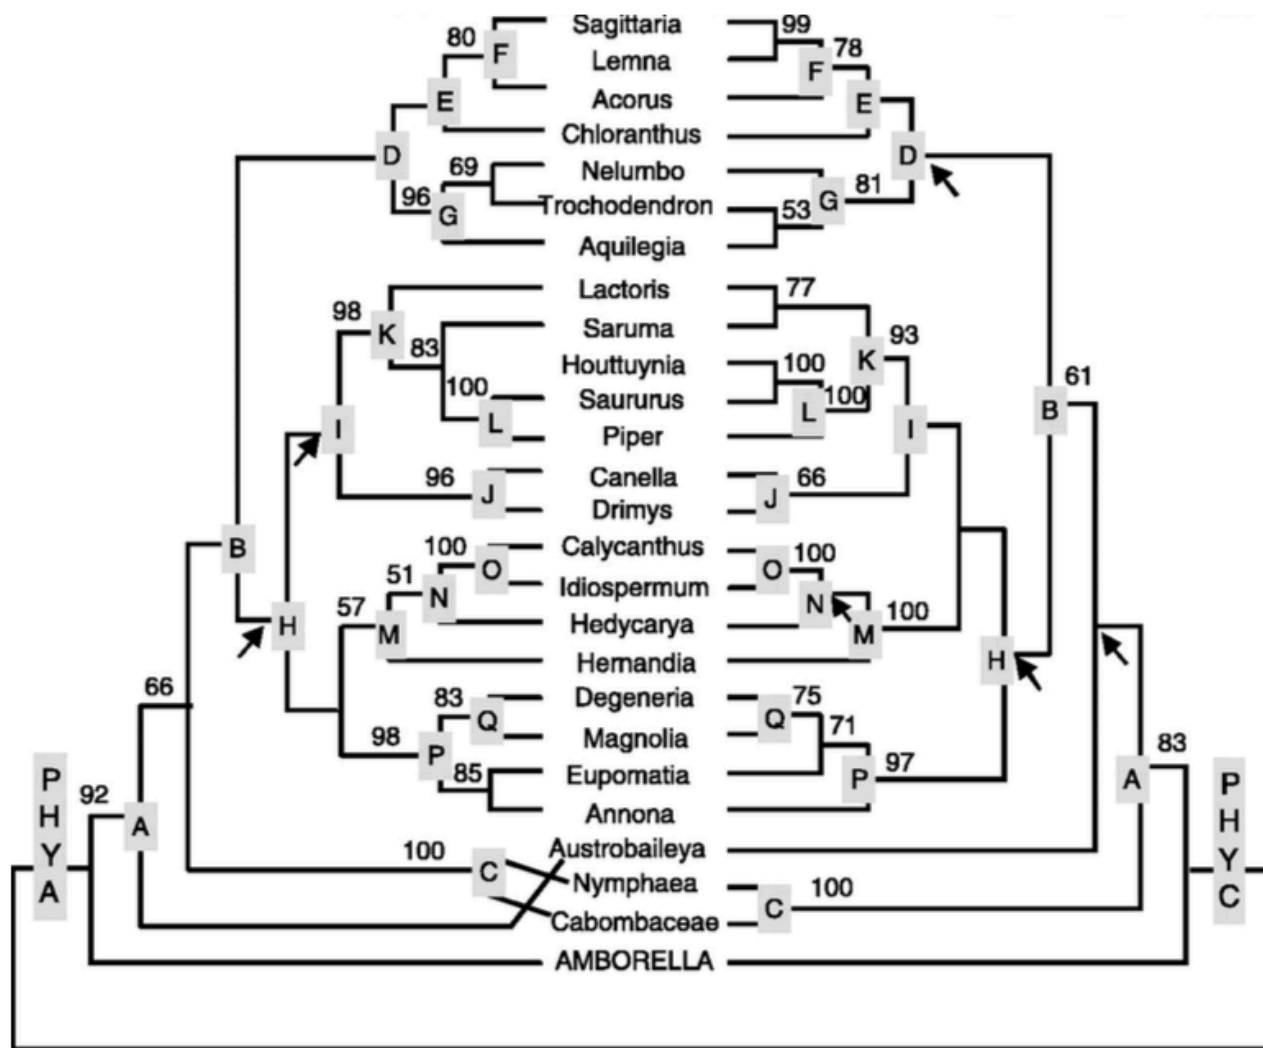 80 F Sagittaria 99
Lemna F 78
E Acorus E
Chloranthus
D Nelumbo D
69
96 G Trochodendron 53 G 81
Aquilegia
Lactoris 77
98 K Saruma K 93
83 Houttuynia 100
100 Saururus L 100
L Piper
I I B 61
96 J Canella J 66
Drimys
B 100 O Calycanthus O 100
51 N Idiospermum N
57 M Hedycarya M 100
H Hernandia H
66 83 Q Degeneria Q 75
98 P Magnolia 71
85 Eupomatia P 97
Annona
PHYA 92 A A 83 PHYC
Austrobaileya
100 C Nymphaea C 100
Cabombaceae
AMBORELLA